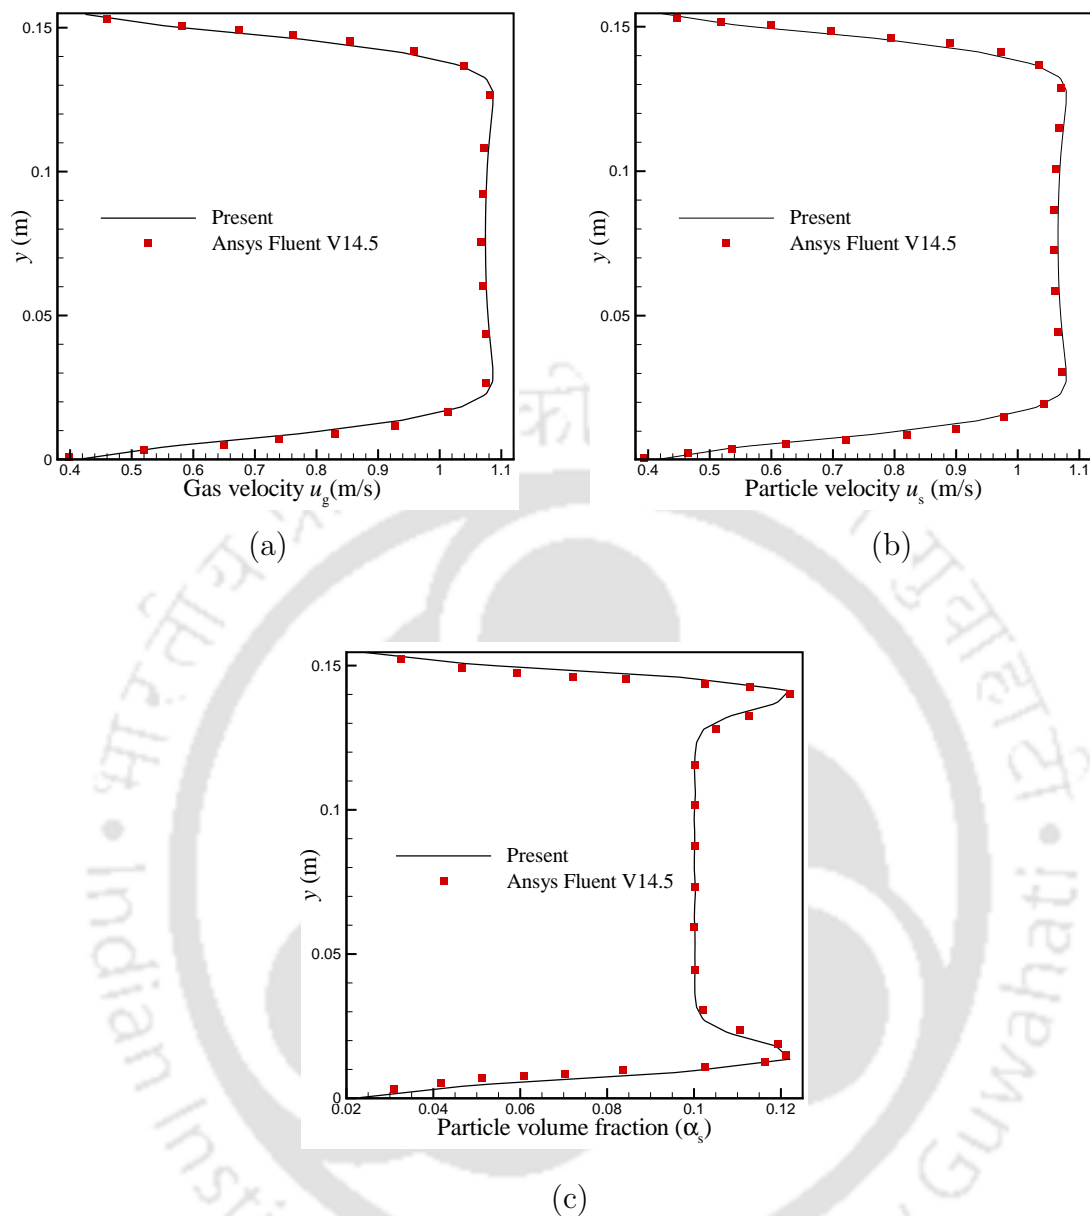 0.15
0.1
0.05
0
y (m)
Present
Ansys Fluent V14.5
0.4 0.5 0.6 0.7 0.8 0.9 1 1.1
Gas velocity u_g(m/s)
(a)
0.15
0.1
0.05
0
y (m)
Present
Ansys Fluent V14.5
0.4 0.5 0.6 0.7 0.8 0.9 1 1.1
Particle velocity u_s (m/s)
(b)
0.15
0.1
0.05
0
y (m)
Present
Ansys Fluent V14.5
0.02 0.04 0.06 0.08 0.1 0.12
Particle volume fraction (α_s)
(c)
Indian Inst
Guwahati